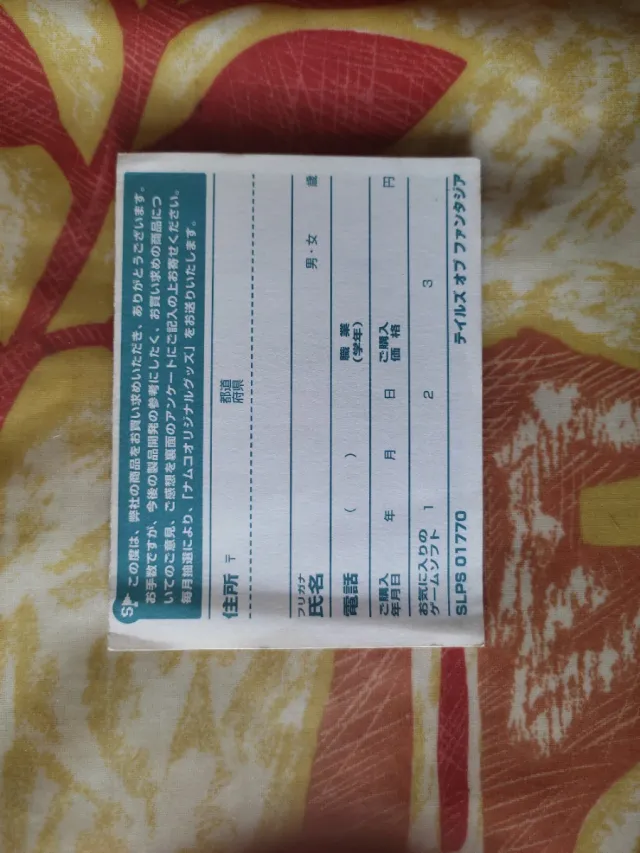 この度は、弊社の商品をお買い求めいただき、ありがとうございます。
お手数ですが、今後の製品開発の参考にしたく、お買い求めの商品につ
いてのご意見、ご感想を裏面のアンケートにご記入の上お寄せください。
毎月抽選により、「ナムコオリジナルグッズ」をお送りいたします。
住所 〒
都道
府県
フリガナ
氏名 男・女 歳
電話 ( ) 職業
(学年)
ご購入
年月日 年 月 日 ご購入
価格 円
お気に入りの
ゲームソフト 1 2 3
SLPS 01770 テイルズ オブ ファンタジア